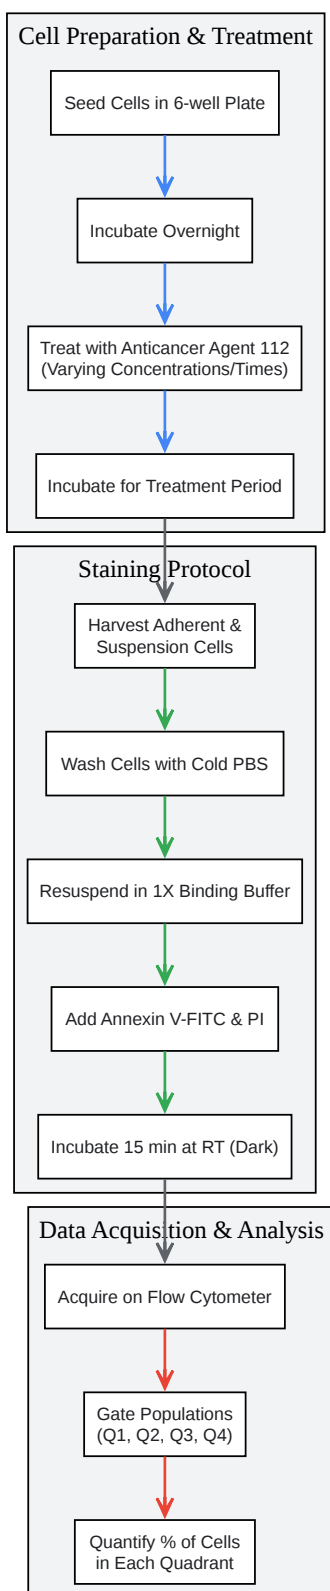 Cell Preparation & Treatment
Seed Cells in 6-well Plate
Incubate Overnight
Treat with Anticancer Agent 112
(Varying Concentrations/Times)
Incubate for Treatment Period
Staining Protocol
Harvest Adherent &
Suspension Cells
Wash Cells with Cold PBS
Resuspend in 1X Binding Buffer
Add Annexin V-FITC & PI
Incubate 15 min at RT (Dark)
Data Acquisition & Analysis
Acquire on Flow Cytometer
Gate Populations
(Q1, Q2, Q3, Q4)
Quantify % of Cells
in Each Quadrant